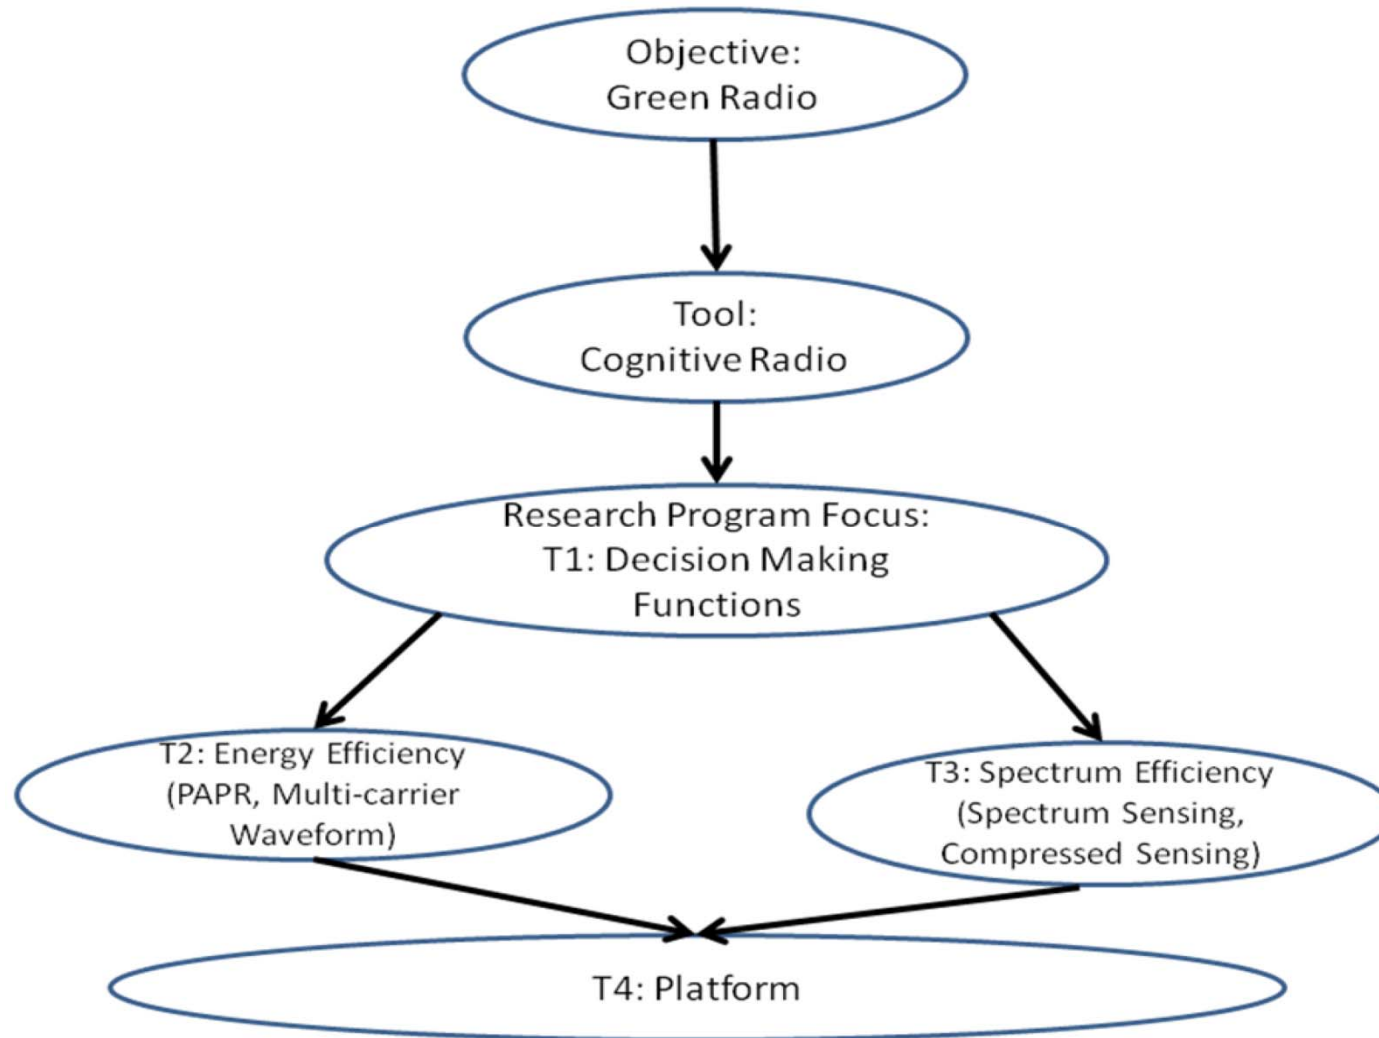 Objective:
Green Radio
Tool:
Cognitive Radio
Research Program Focus:
T1: Decision Making
Functions
T2: Energy Efficiency
(PAPR, Multi-carrier
Waveform)
T3: Spectrum Efficiency
(Spectrum Sensing,
Compressed Sensing)
T4: Platform